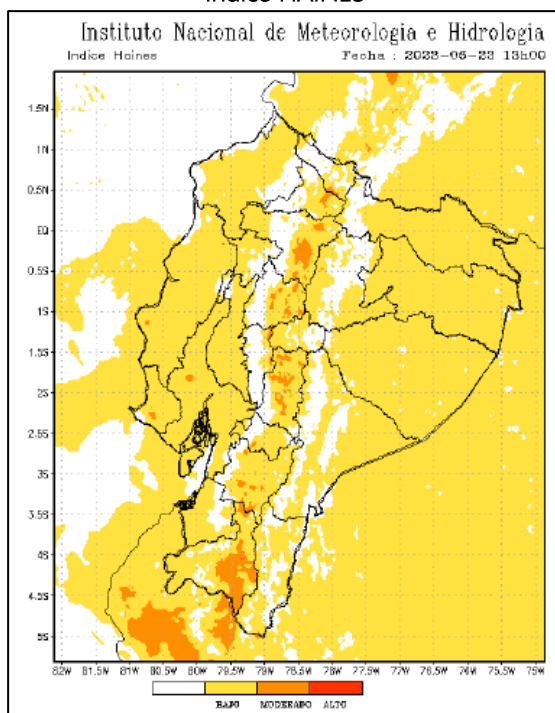 Indice HAINES
Instituto Nacional de Meteorologia e Hidrologia
Indice Haines
Fecha : 2023-06-23 13h00
1.5N
1N
0.5N
EQ
0.5S
1S
1.5S
2S
2.5S
3S
3.5S
4S
4.5S
5S
82W 81.5W 81W 80.5W 80W 79.5W 79W 78.5W 78W 77.5W 77W 76.5W 76W 75.5W 75W
BAJO MODERADO ALTO